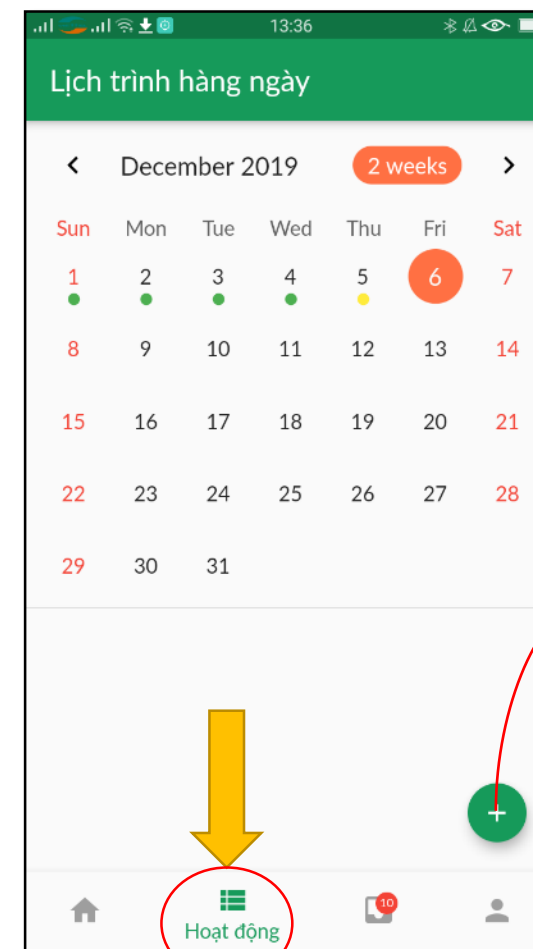 13:36
Lịch trình hàng ngày
December 2019 2 weeks
Sun Mon Tue Wed Thu Fri Sat
1 2 3 4 5 6 7
8 9 10 11 12 13 14
15 16 17 18 19 20 21
22 23 24 25 26 27 28
29 30 31
+
10
Hoạt động